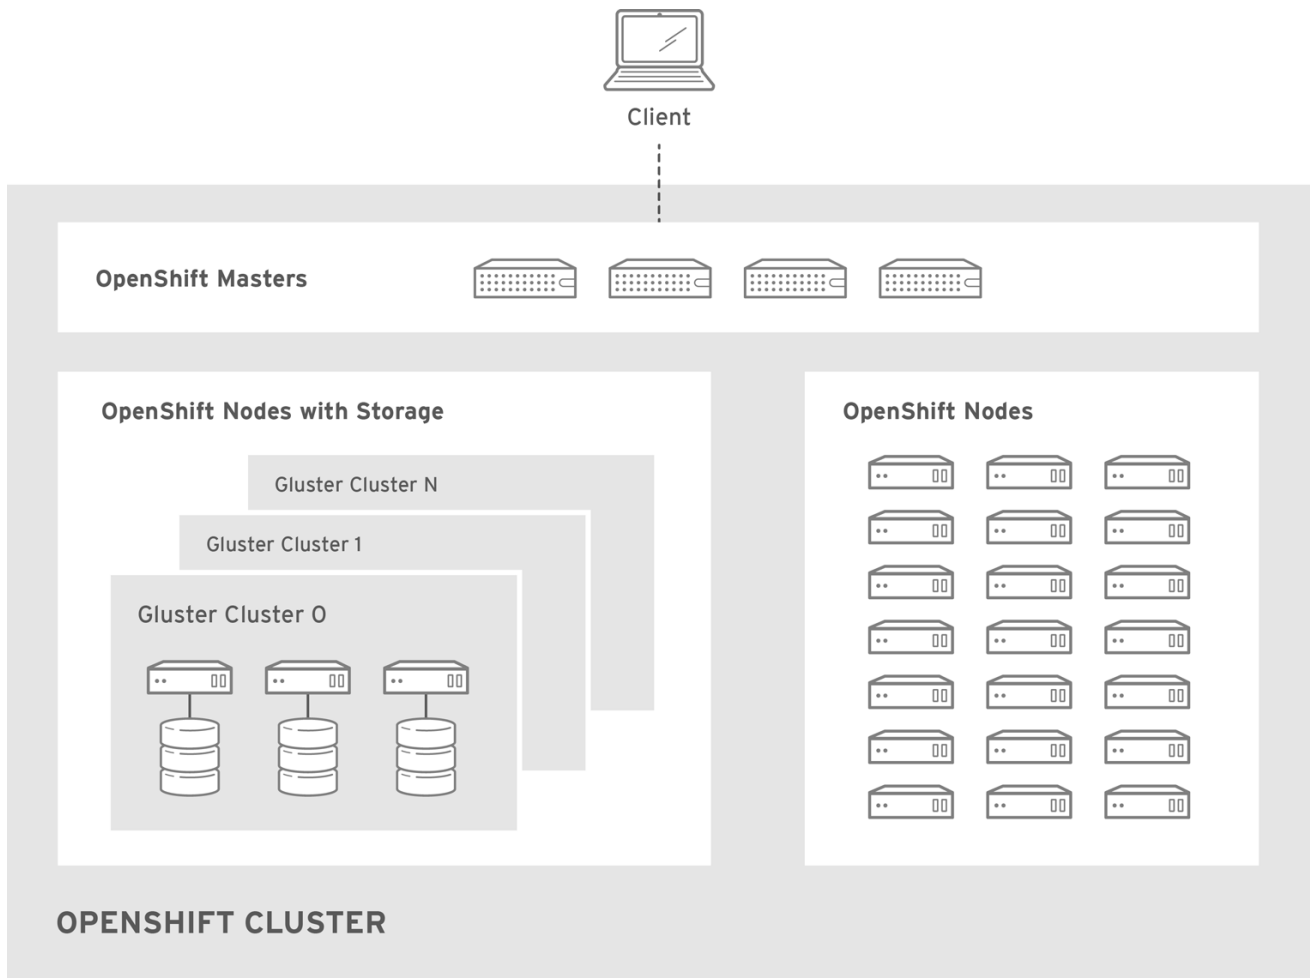 Client
OpenShift Masters
OpenShift Nodes with Storage
Gluster Cluster N
Gluster Cluster 1
Gluster Cluster 0
OpenShift Nodes
OPENSHIFT CLUSTER